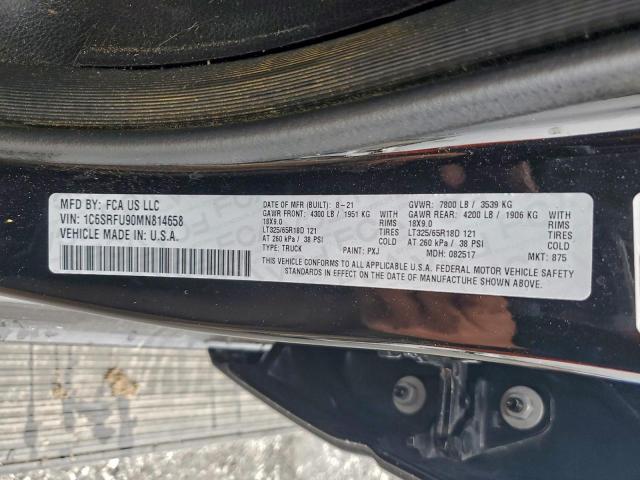 MFD BY: FCA US LLC
VIN: 1C6SRFU90MN814658
VEHICLE MADE IN: U.S.A.
DATE OF MFR (BUILT): 8-21 GVWR: 7800 LB / 3539 KG
GAWR FRONT: 4300 LB / 1951 KG GAWR REAR: 4200 LB / 1906 KG
18X9.0 RIMS 18X9.0 RIMS
LT325/65R18D 121 TIRES LT325/65R18D 121 TIRES
AT 260 kPa / 38 PSI AT 260 kPa / 38 PSI
TYPE: TRUCK PAINT: PXJ MDH: 082517 MKT: 875
THIS VEHICLE CONFORMS TO ALL APPLICABLE U.S.A. FEDERAL MOTOR VEHICLE SAFETY
STANDARDS IN EFFECT ON THE DATE OF MANUFACTURE SHOWN ABOVE.